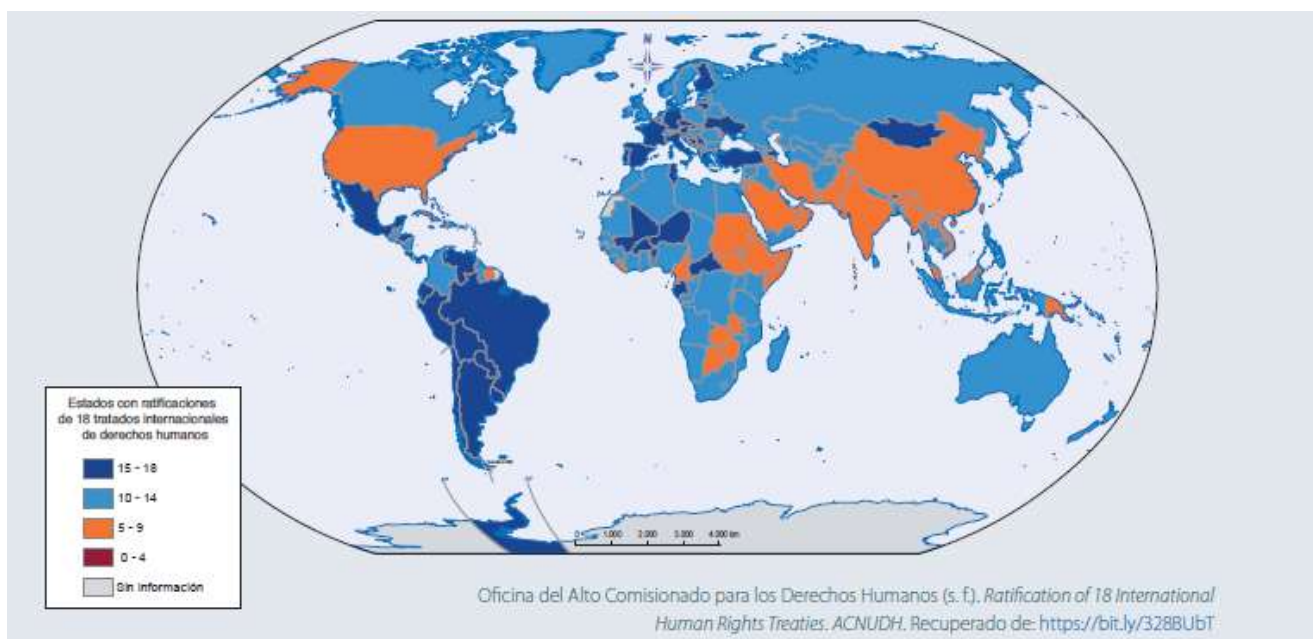 N
Estados con ratificaciones
de 18 tratados internacionales
de derechos humanos
15 - 18
10 - 14
5 - 9
0 - 4
Sin información
0 1.000 2.000 3.000 4.000 km
Oficina del Alto Comisionado para los Derechos Humanos (s. f.). Ratification of 18 International
Human Rights Treaties. ACNUDH. Recuperado de: https://bit.ly/328BUbT